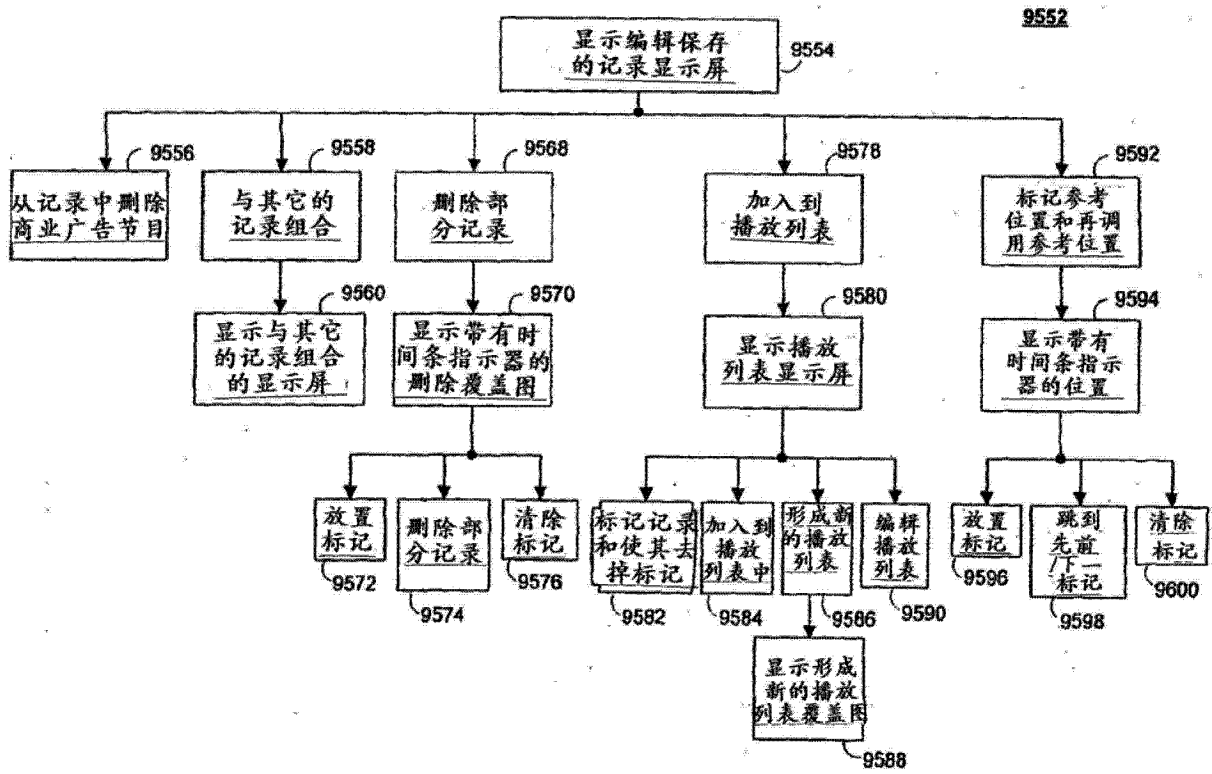 9552
显示编辑保存
的记录显示屏
9554
9556
从记录中删除
商业广告节目
9558
与其它的
记录组合
9568
删除部
分记录
9578
加入到
播放列表
9592
标记参考
位置和再调
用参考位置
9560
显示与其它
的记录组合
的显示屏
9570
显示带有时
间条指示器的
删除覆盖图
9580
显示播放
列表显示屏
9594
显示带有
时间条指示
器的位置
放置
标记
9572
删除部
分记录
9574
清除
标记
9576
标记记录
和使其去
掉标记
9582
加入到
播放
列表中
9584
形成新
的播放
列表
9586
编辑
播放
列表
9590
放置
标记
9596
跳到
先前
/下一
标记
9598
清除
标记
9600
显示形成
新的播放
列表覆盖图
9588